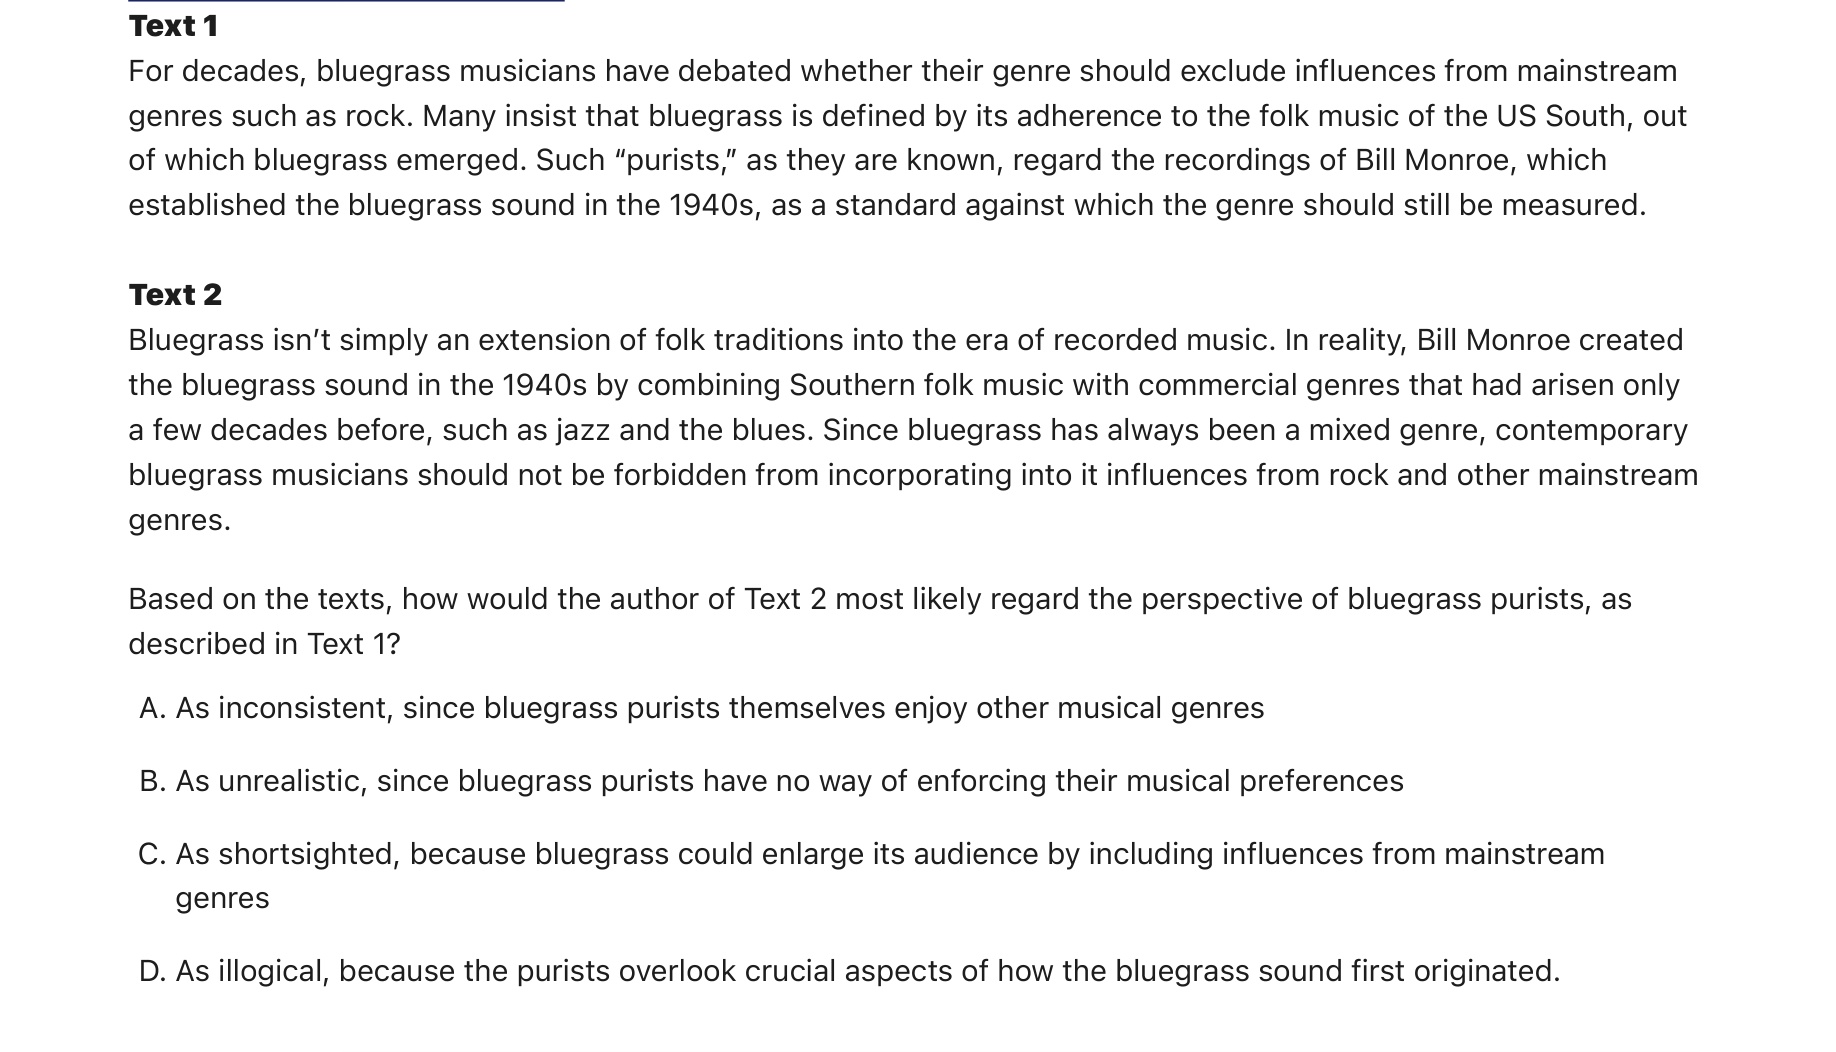 Text 1
For decades, bluegrass musicians have debated whether their genre should exclude influences from mainstream
genres such as rock. Many insist that bluegrass is defined by its adherence to the folk music of the US South, out
of which bluegrass emerged. Such “purists,” as they are known, regard the recordings of Bill Monroe, which
established the bluegrass sound in the 1940s, as a standard against which the genre should still be measured.
Text 2
Bluegrass isn’t simply an extension of folk traditions into the era of recorded music. In reality, Bill Monroe created
the bluegrass sound in the 1940s by combining Southern folk music with commercial genres that had arisen only
a few decades before, such as jazz and the blues. Since bluegrass has always been a mixed genre, contemporary
bluegrass musicians should not be forbidden from incorporating into it influences from rock and other mainstream
genres.
Based on the texts, how would the author of Text 2 most likely regard the perspective of bluegrass purists, as
described in Text 1?
A. As inconsistent, since bluegrass purists themselves enjoy other musical genres
B. As unrealistic, since bluegrass purists have no way of enforcing their musical preferences
C. As shortsighted, because bluegrass could enlarge its audience by including influences from mainstream
genres
D. As illogical, because the purists overlook crucial aspects of how the bluegrass sound first originated.